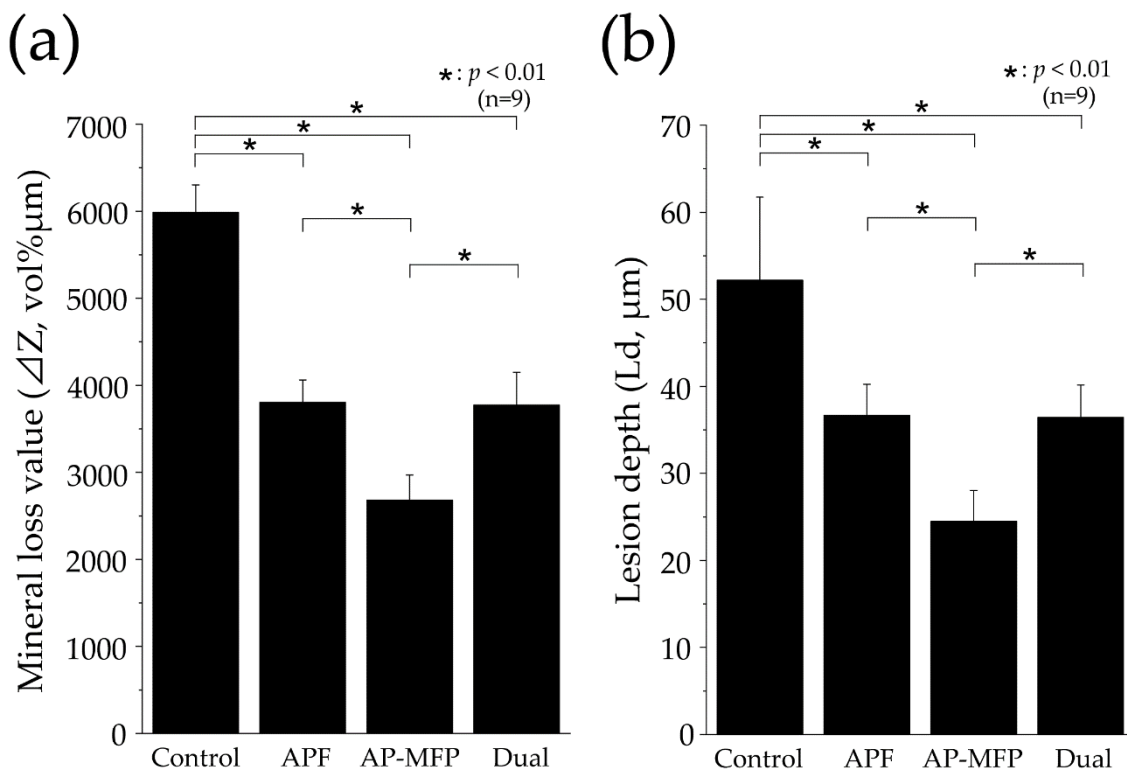 (a)
★: p < 0.01
(n=9)
Mineral loss value (ΔZ, vol%μm)
7000
6000
5000
4000
3000
2000
1000
0
★
★
★
★
★
Control
APF
AP-MFP
Dual
(b)
★: p < 0.01
(n=9)
Lesion depth (Ld, μm)
70
60
50
40
30
20
10
0
★
★
★
★
★
Control
APF
AP-MFP
Dual